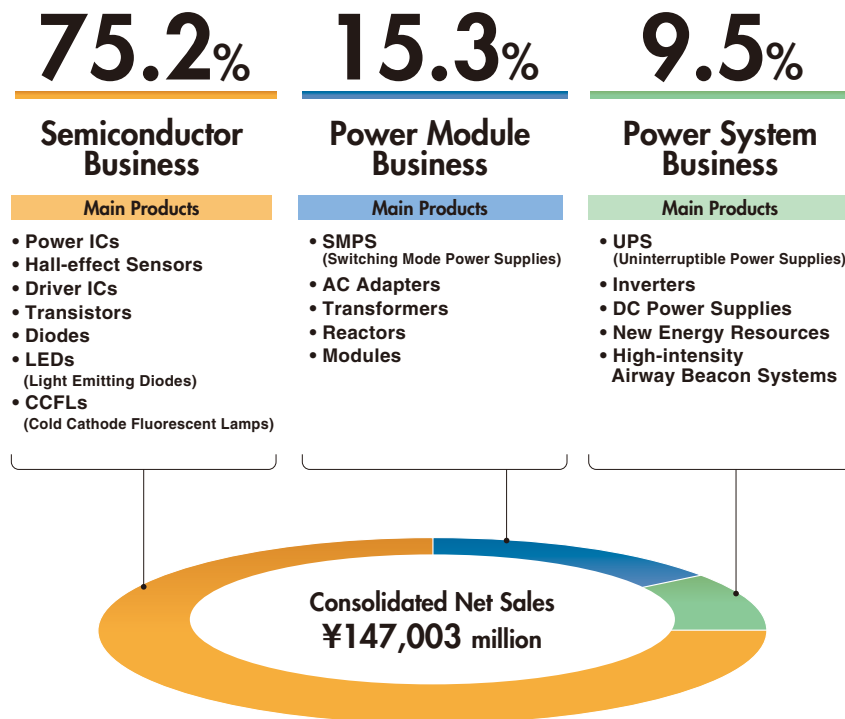 75.2%
Semiconductor
Business
Main Products
• Power ICs
• Hall-effect Sensors
• Driver ICs
• Transistors
• Diodes
• LEDs
(Light Emitting Diodes)
• CCFLs
(Cold Cathode Fluorescent Lamps)
15.3%
Power Module
Business
Main Products
• SMPS
(Switching Mode Power Supplies)
• AC Adapters
• Transformers
• Reactors
• Modules
9.5%
Power System
Business
Main Products
• UPS
(Uninterruptible Power Supplies)
• Inverters
• DC Power Supplies
• New Energy Resources
• High-intensity
Airway Beacon Systems
Consolidated Net Sales
¥147,003 million